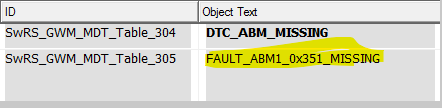 ID Object Text
SwRS_GWM_MDT_Table_304 DTC_ABM_MISSING
SwRS_GWM_MDT_Table_305 FAULT_ABM1_0x351_MISSING